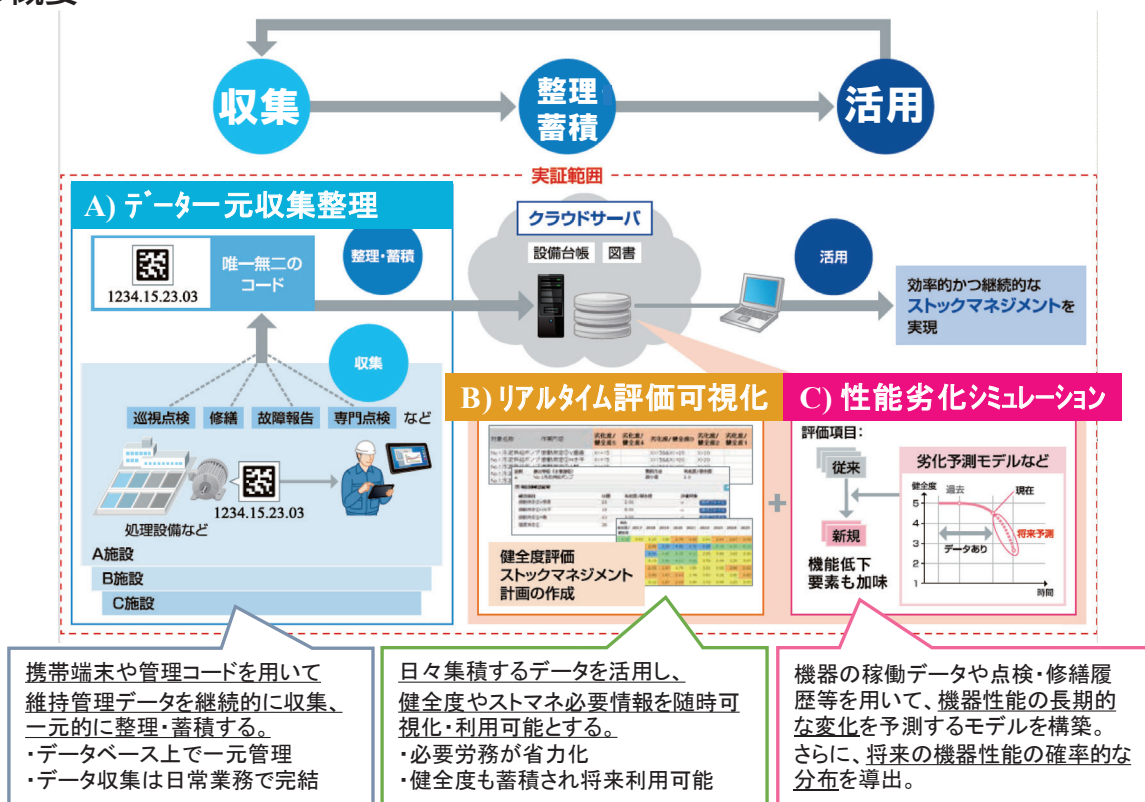 収集
整理・
蓄積
活用
実証範囲
A) データ一元収集整理
1234.15.23.03
唯一無二の
コード
整理・蓄積
クラウドサーバ
設備台帳 図書
活用
効率的かつ継続的な
ストックマネジメントを
実現
収集
巡視点検 修繕 故障報告 専門点検 など
1234.15.23.03
処理設備など
A施設
B施設
C施設
B) リアルタイム評価可視化
対象名称
健全度評価
ストックマネジメント
計画の作成
+
C) 性能劣化シミュレーション
評価項目：
従来
新規
機能低下
要素も加味
劣化予測モデルなど
健全度
過去
現在
5
4
3
2
1
将来予測
データあり
時間
携帯端末や管理コードを用いて
維持管理データを継続的に収集、
一元的に整理・蓄積する。
・データベース上で一元管理
・データ収集は日常業務で完結
日々集積するデータを活用し、
健全度やストマネ必要情報を随時可
視化・利用可能とする。
・必要労務が省力化
・健全度も蓄積され将来利用可能
機器の稼働データや点検・修繕履
歴等を用いて、機器性能の長期的
な変化を予測するモデルを構築。
さらに、将来の機器性能の確率的な
分布を導出。